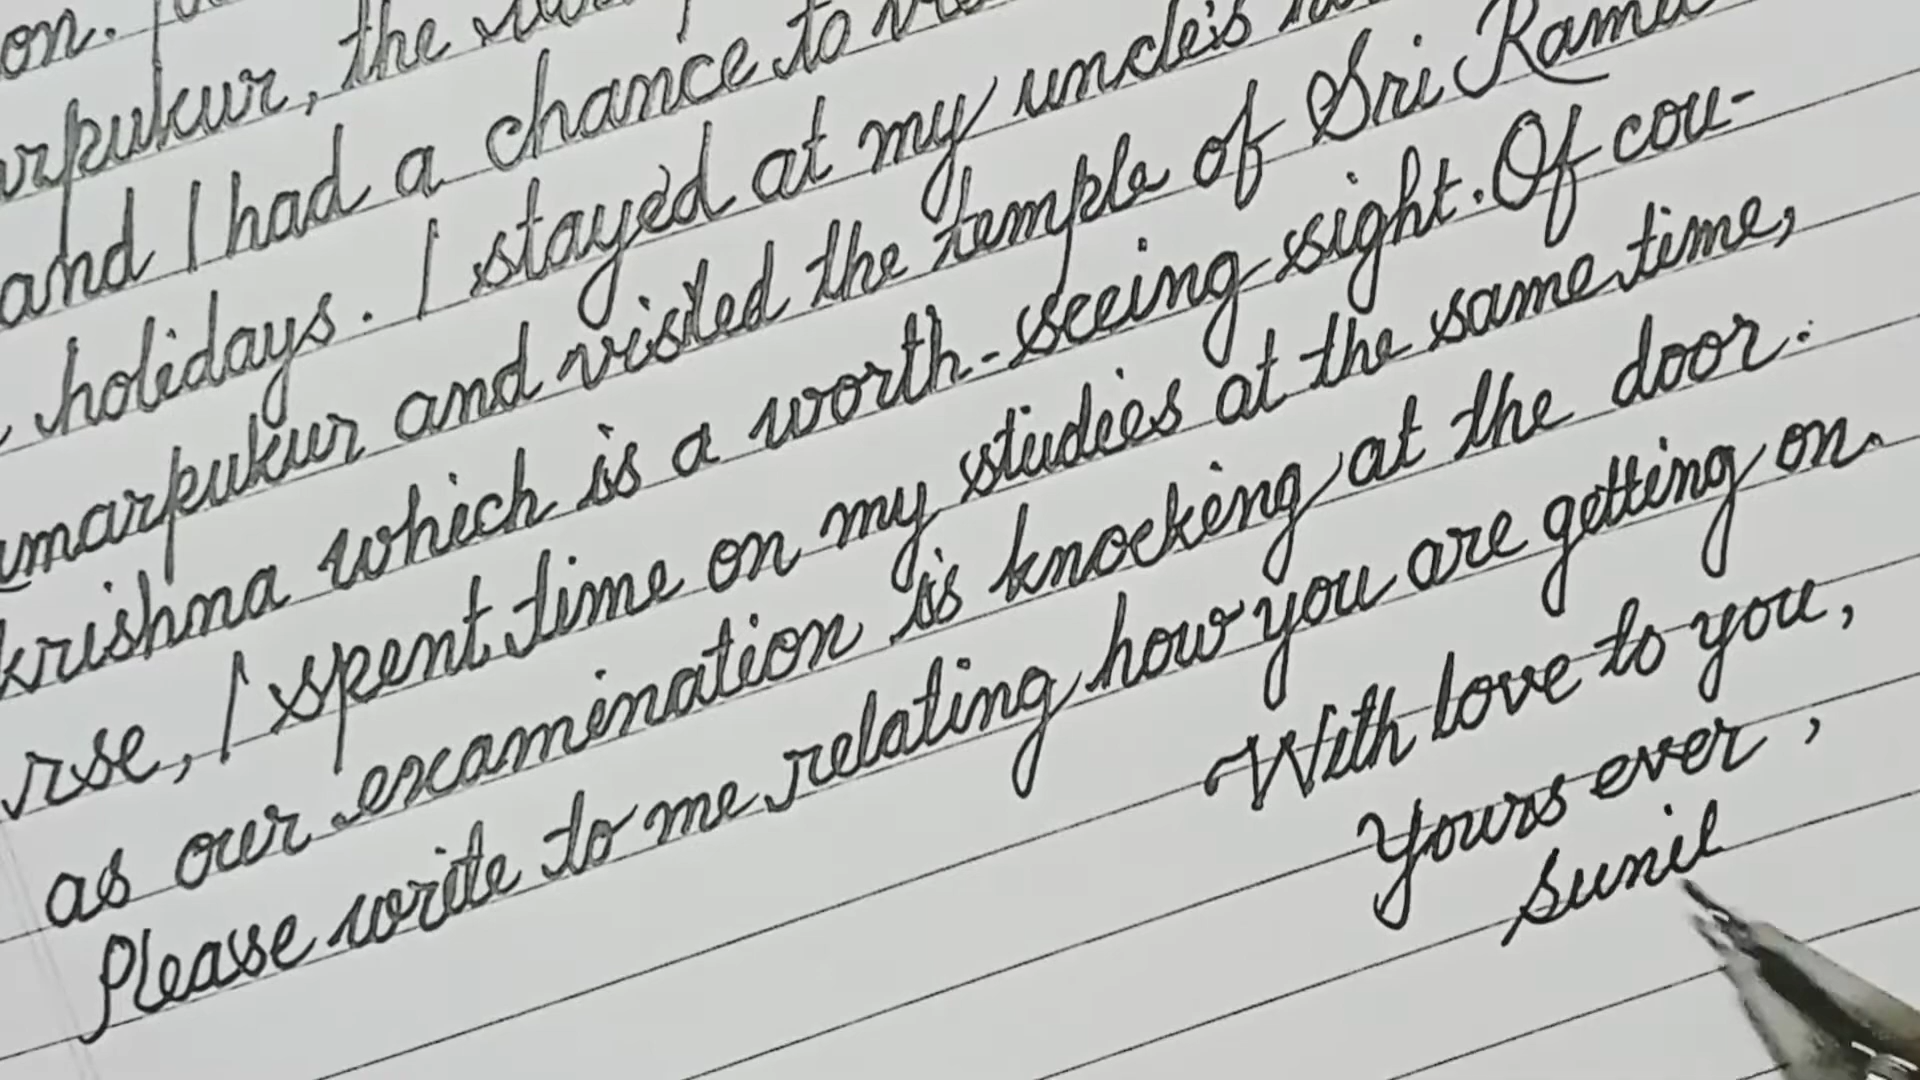 on.
arpukur, the
and I had a chance to
holidays. I stayed at my uncle's
amarpukur and visited the temple of Sri Rama
krishna which is a worth-seeing sight. Of cou-
rse, I spent time on my studies at the same time,
as our examination is knocking at the door.
Please write to me relating how you are getting on.
With love to you,
Yours ever,
Sunil